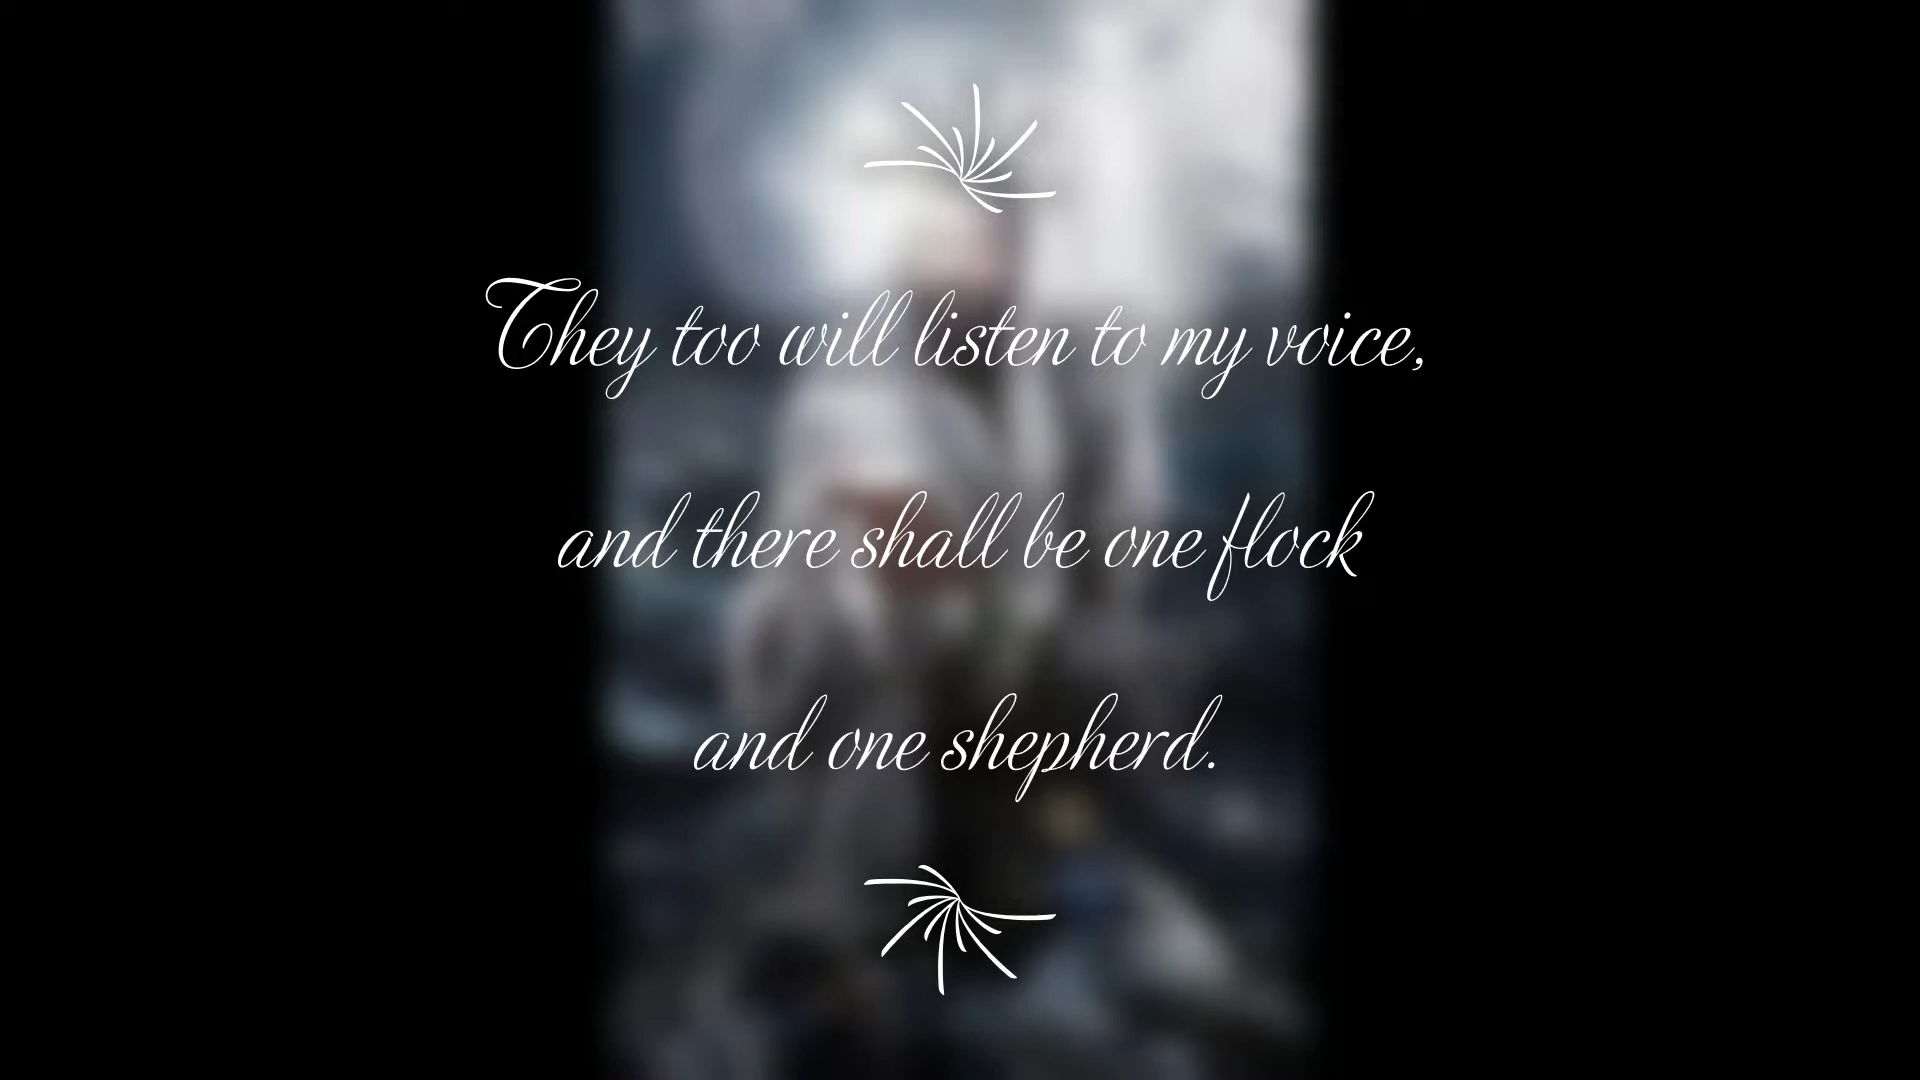 They too will listen to my voice,
and there shall be one flock
and one shepherd.